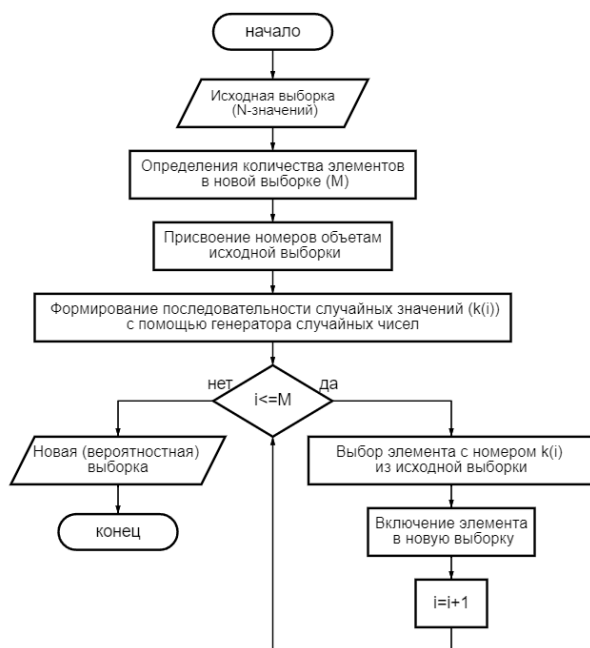 начало
Исходная выборка
(N-значений)
Определения количества элементов
в новой выборке (M)
Присвоение номеров объетам
исходной выборки
Формирование последовательности случайных значений (k(i))
с помощью генератора случайных чисел
нет
i<=M
да
Новая (вероятностная)
выборка
Выбор элемента с номером k(i)
из исходной выборки
конец
Включение элемента
в новую выборку
i=i+1